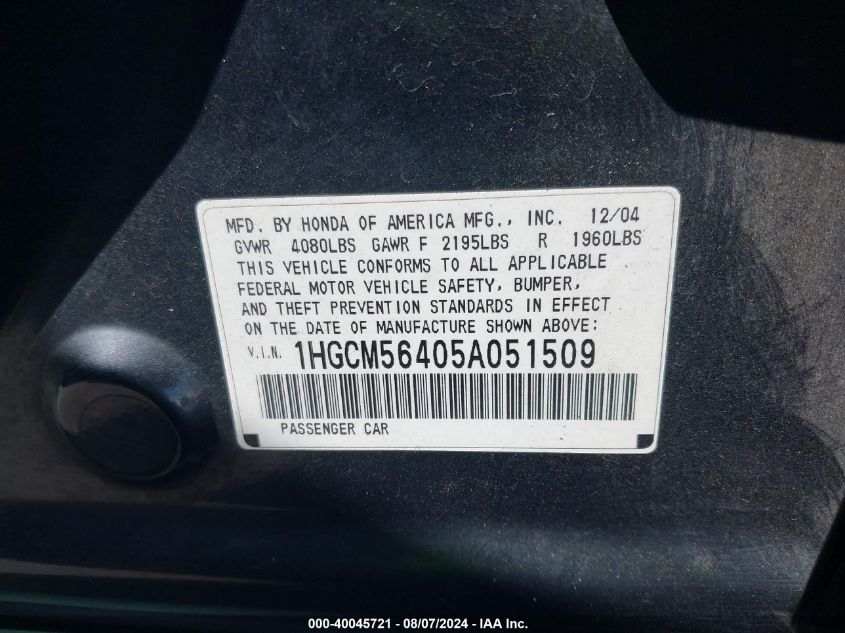 MFD. BY HONDA OF AMERICA MFG., INC. 12/04
GVWR 4080LBS GAWR F 2195LBS R 1960LBS
THIS VEHICLE CONFORMS TO ALL APPLICABLE
FEDERAL MOTOR VEHICLE SAFETY, BUMPER,
AND THEFT PREVENTION STANDARDS IN EFFECT
ON THE DATE OF MANUFACTURE SHOWN ABOVE:
V.I.N. 1HGCM56405A051509
PASSENGER CAR
000-40045721 - 08/07/2024 - IAA Inc.